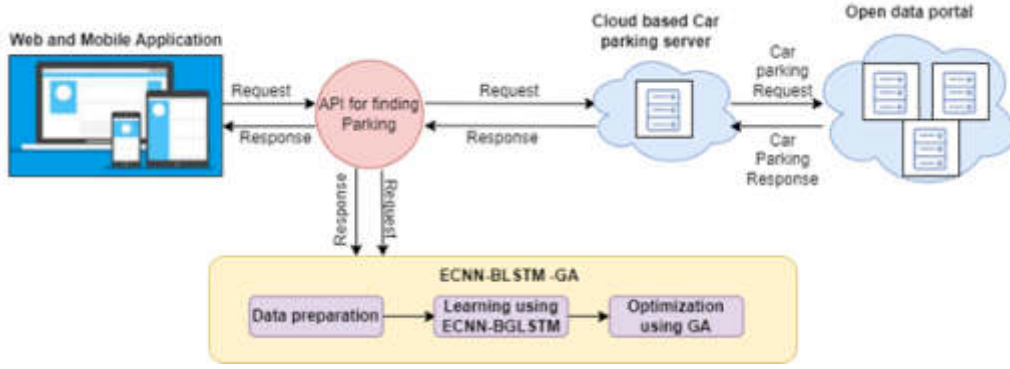 Web and Mobile Application
Cloud based Car
parking server
Open data portal
Request
Response
API for finding
Parking
Request
Response
Car
parking
Request
Car
Parking
Response
Response
Request
ECNN-BLSTM -GA
Data preparation
Learning using
ECNN-BGLSTM
Optimization
using GA